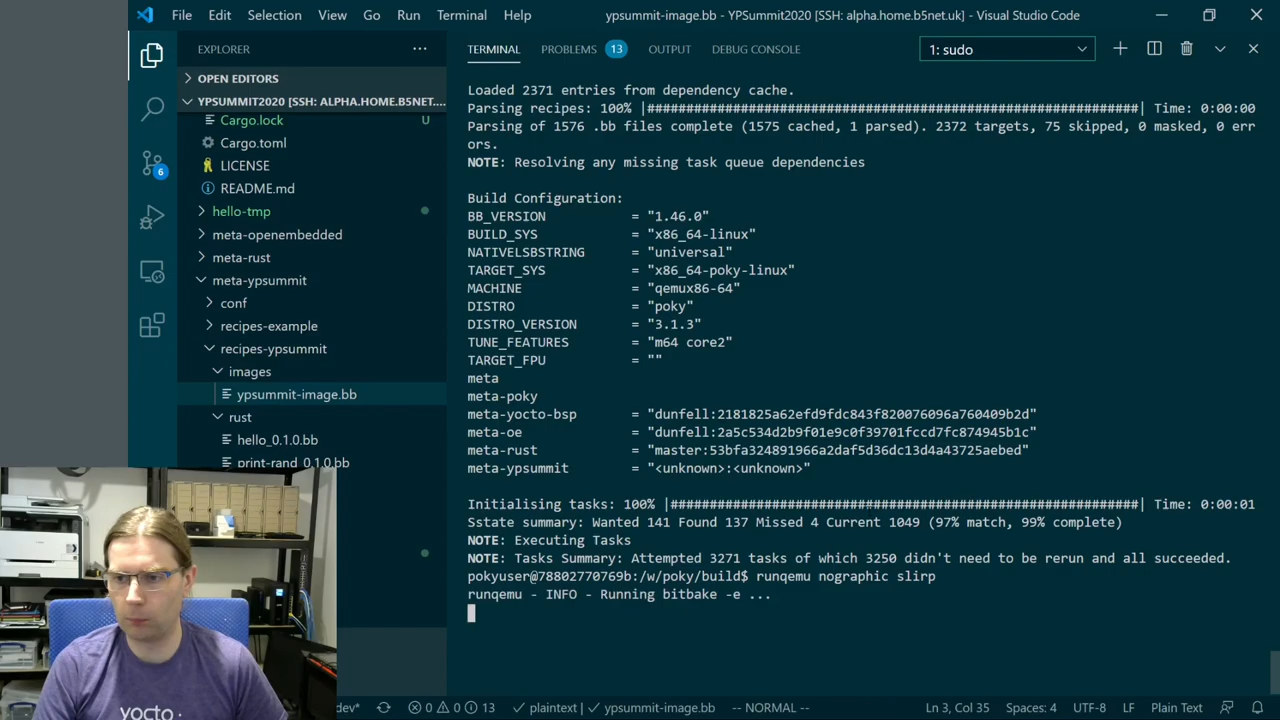 File Edit Selection View Go Run Terminal Help ypsummit-image.bb - YPSummit2020 [SSH: alpha.home.b5net.uk] - Visual Studio Code
EXPLORER
OPEN EDITORS
YPSUMMIT2020 [SSH: ALPHA.HOME.B5NET....
Cargo.lock U
Cargo.toml
LICENSE
README.md
6
hello-tmp
meta-openembedded
meta-rust
meta-ypsummit
conf
recipes-example
recipes-ypsummit
images
ypsummit-image.bb
rust
hello_0.1.0.bb
print-rand_0.1.0.bb
TERMINAL PROBLEMS 13 OUTPUT DEBUG CONSOLE 1: sudo
Loaded 2371 entries from dependency cache.
Parsing recipes: 100% |###############################################################| Time: 0:00:00
Parsing of 1576 .bb files complete (1575 cached, 1 parsed). 2372 targets, 75 skipped, 0 masked, 0 err
ors.
NOTE: Resolving any missing task queue dependencies
Build Configuration:
BB_VERSION = "1.46.0"
BUILD_SYS = "x86_64-linux"
NATIVELSBSTRING = "universal"
TARGET_SYS = "x86_64-poky-linux"
MACHINE = "qemux86-64"
DISTRO = "poky"
DISTRO_VERSION = "3.1.3"
TUNE_FEATURES = "m64 core2"
TARGET_FPU = ""
meta
meta-poky
meta-yocto-bsp = "dunfell:2181825a62efd9fdc843f820076096a760409b2d"
meta-oe = "dunfell:2a5c534d2b9f01e9c0f39701fccd7fc874945b1c"
meta-rust = "master:53bfa324891966a2daf5d36dc13d4a43725aebed"
meta-ypsummit = "<unknown>:<unknown>"
Initialising tasks: 100% |############################################################| Time: 0:00:01
Sstate summary: Wanted 141 Found 137 Missed 4 Current 1049 (97% match, 99% complete)
NOTE: Executing Tasks
NOTE: Tasks Summary: Attempted 3271 tasks of which 3250 didn't need to be rerun and all succeeded.
pokyuser@78802770769b:/w/poky/build$ runqemu nographic slirp
runqemu - INFO - Running bitbake -e ...
yocto
dev* 0 0 13 plaintext | ypsummit-image.bb -- NORMAL -- Ln 3, Col 35 Spaces: 4 UTF-8 LF Plain Text